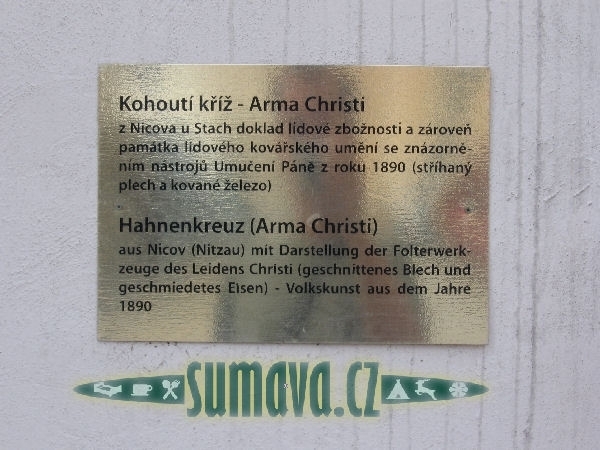 Kohoutí kříž - Arma Christi
z Nicova u Stach doklad lidové zbožnosti a zároveň
památka lidového kovářského umění se znázorně-
ním nástrojů Umučení Páně z roku 1890 (stříhaný
plech a kované železo)
Hahnenkreuz (Arma Christi)
aus Nicov (Nitzau) mit Darstellung der Folterwerk-
zeuge des Leidens Christi (geschnittenes Blech und
geschmiedetes Eisen) - Volkskunst aus dem Jahre
1890
sumava.cz